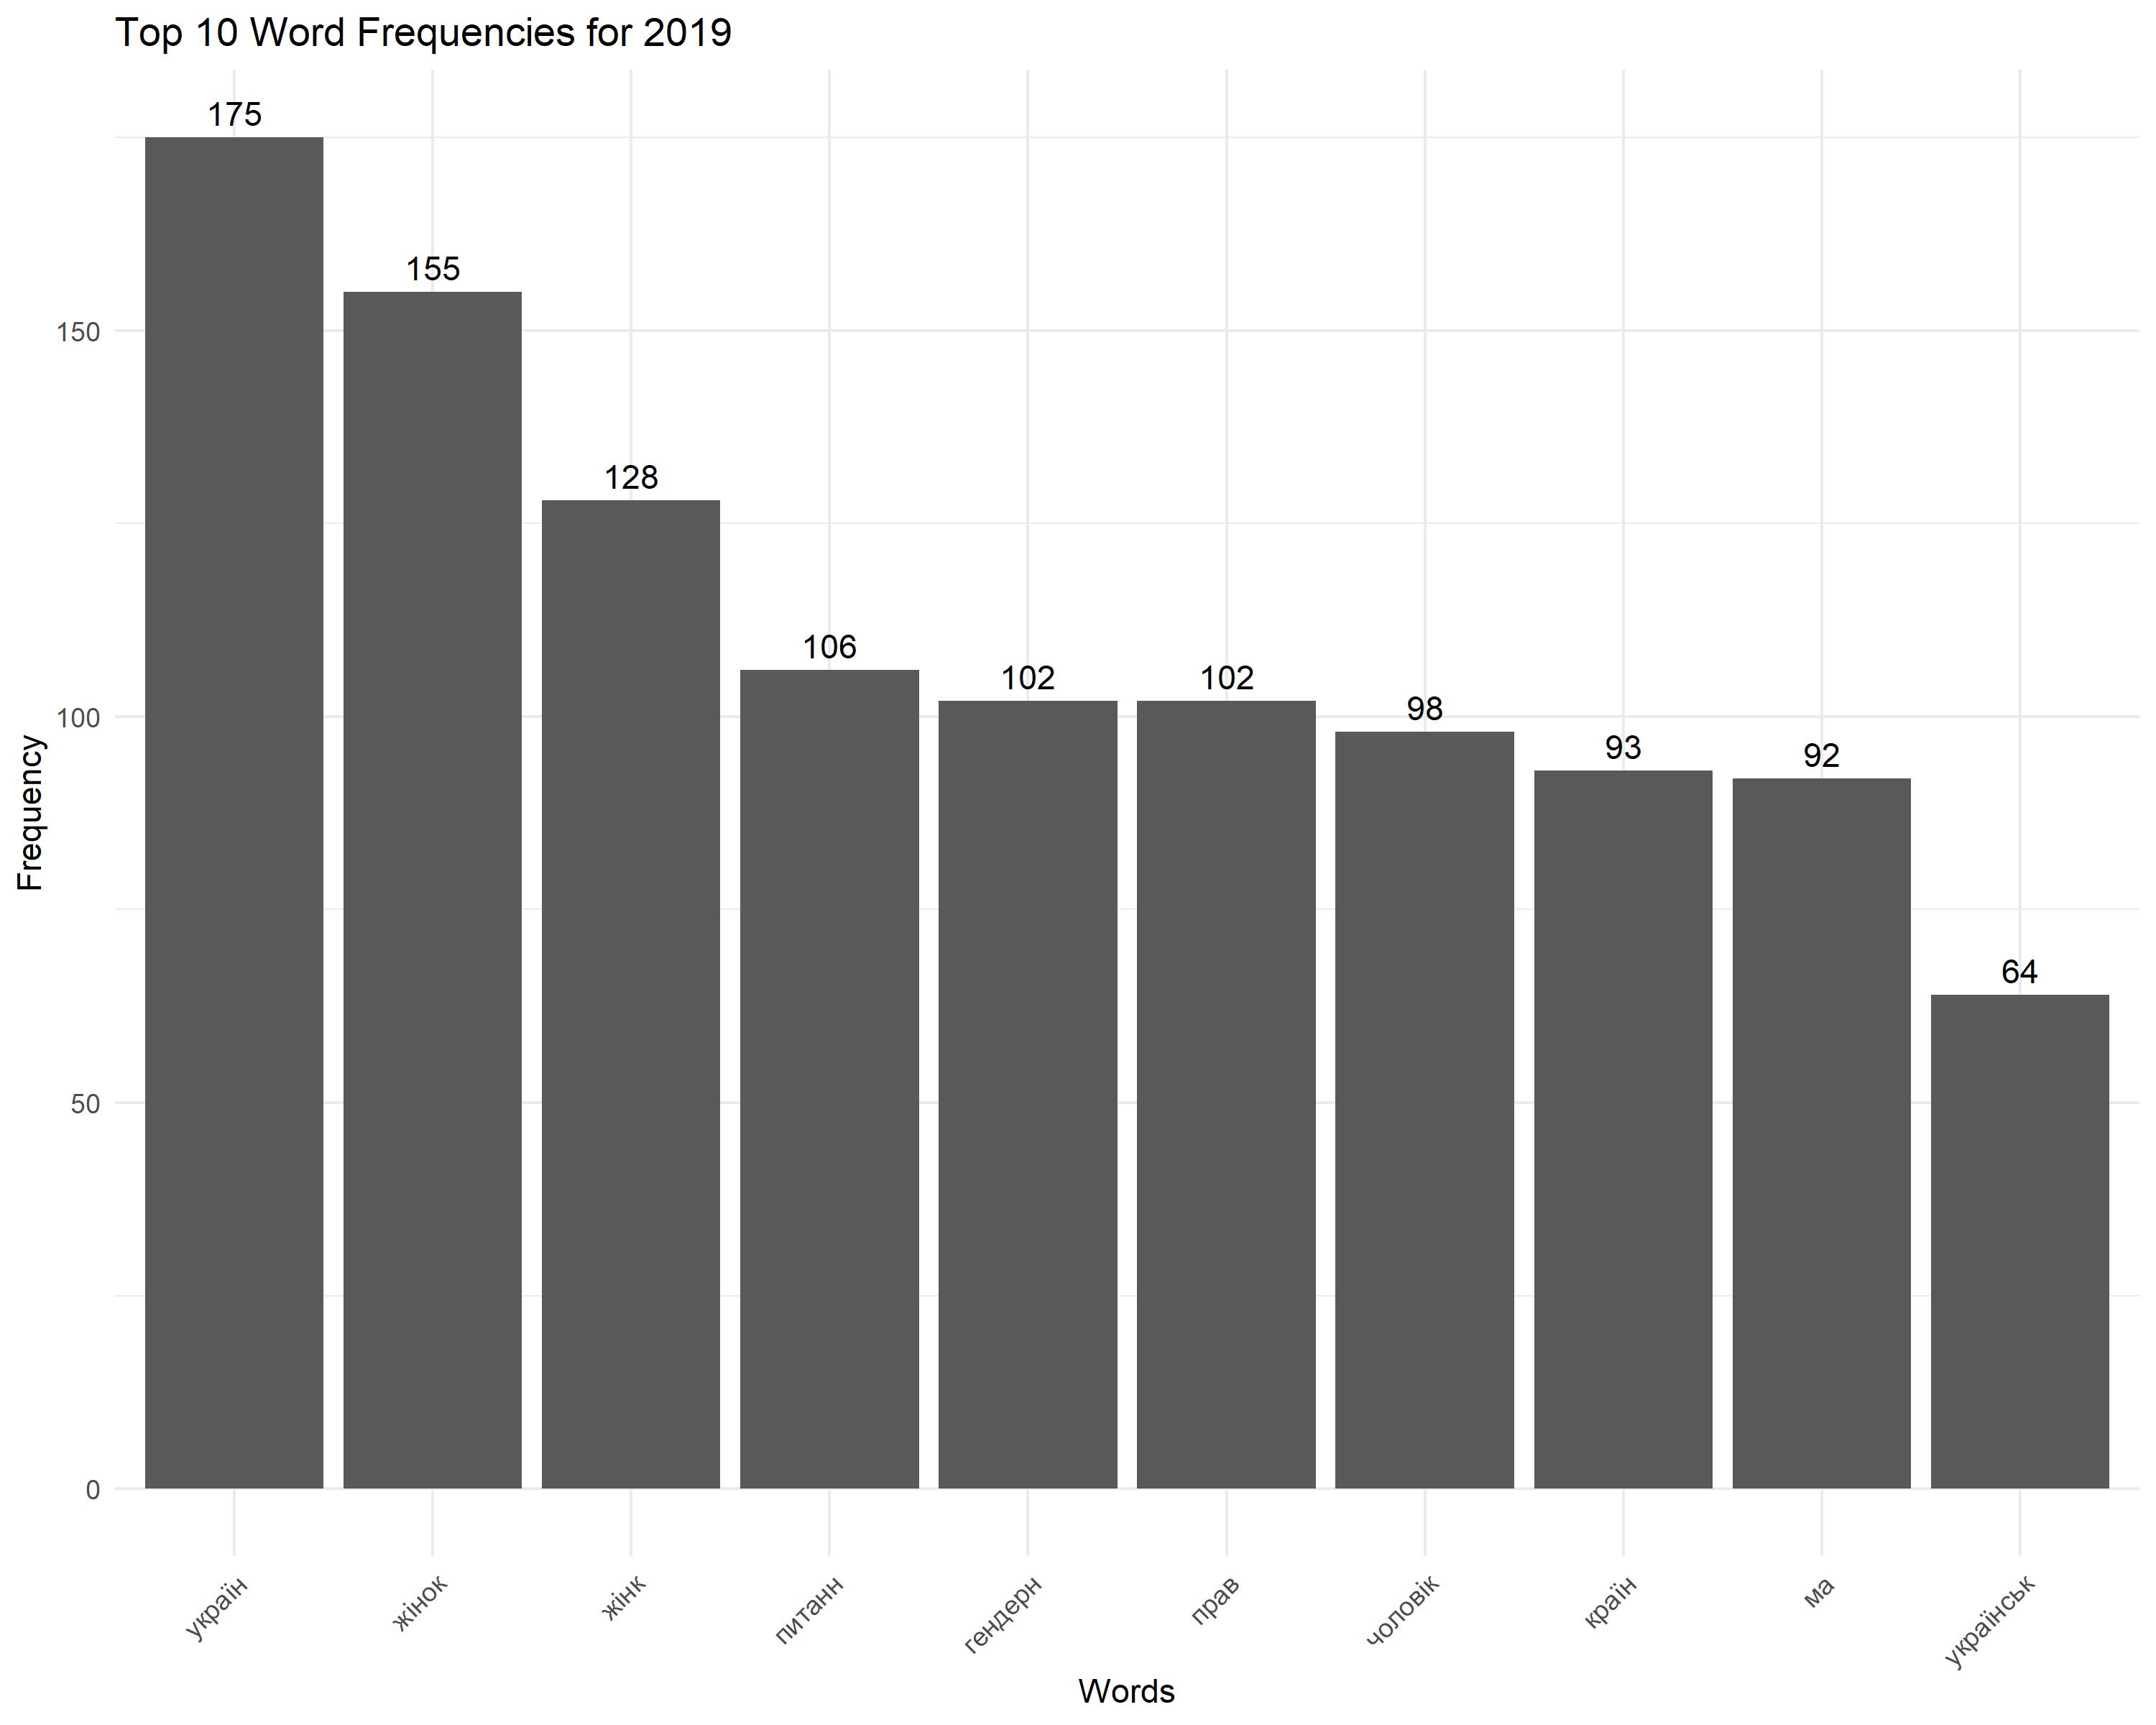 Top 10 Word Frequencies for 2019
175
155
128
106
102
102
98
93
92
64
150
100
50
0
Frequency
україн
жінок
жінк
питанн
гендерн
прав
чоловік
країн
ма
українськ
Words